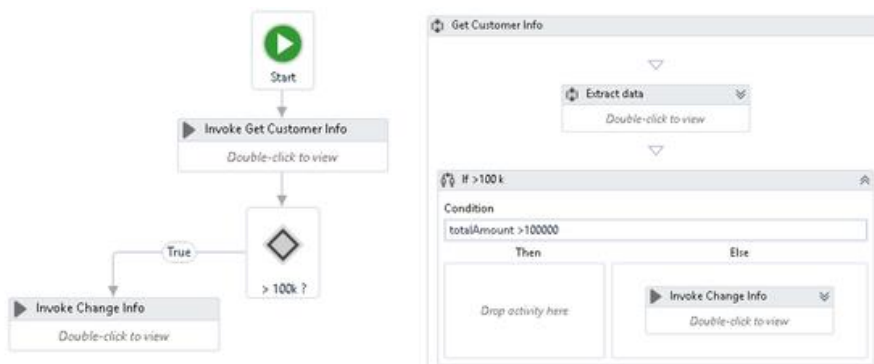 Start
Invoke Get Customer Info
Double-click to view
True
> 100k ?
Invoke Change Info
Double-click to view
Get Customer Info
Extract data
Double-click to view
If >100 k
Condition
totalAmount >100000
Then
Else
Drop activity here
Invoke Change Info
Double-click to view